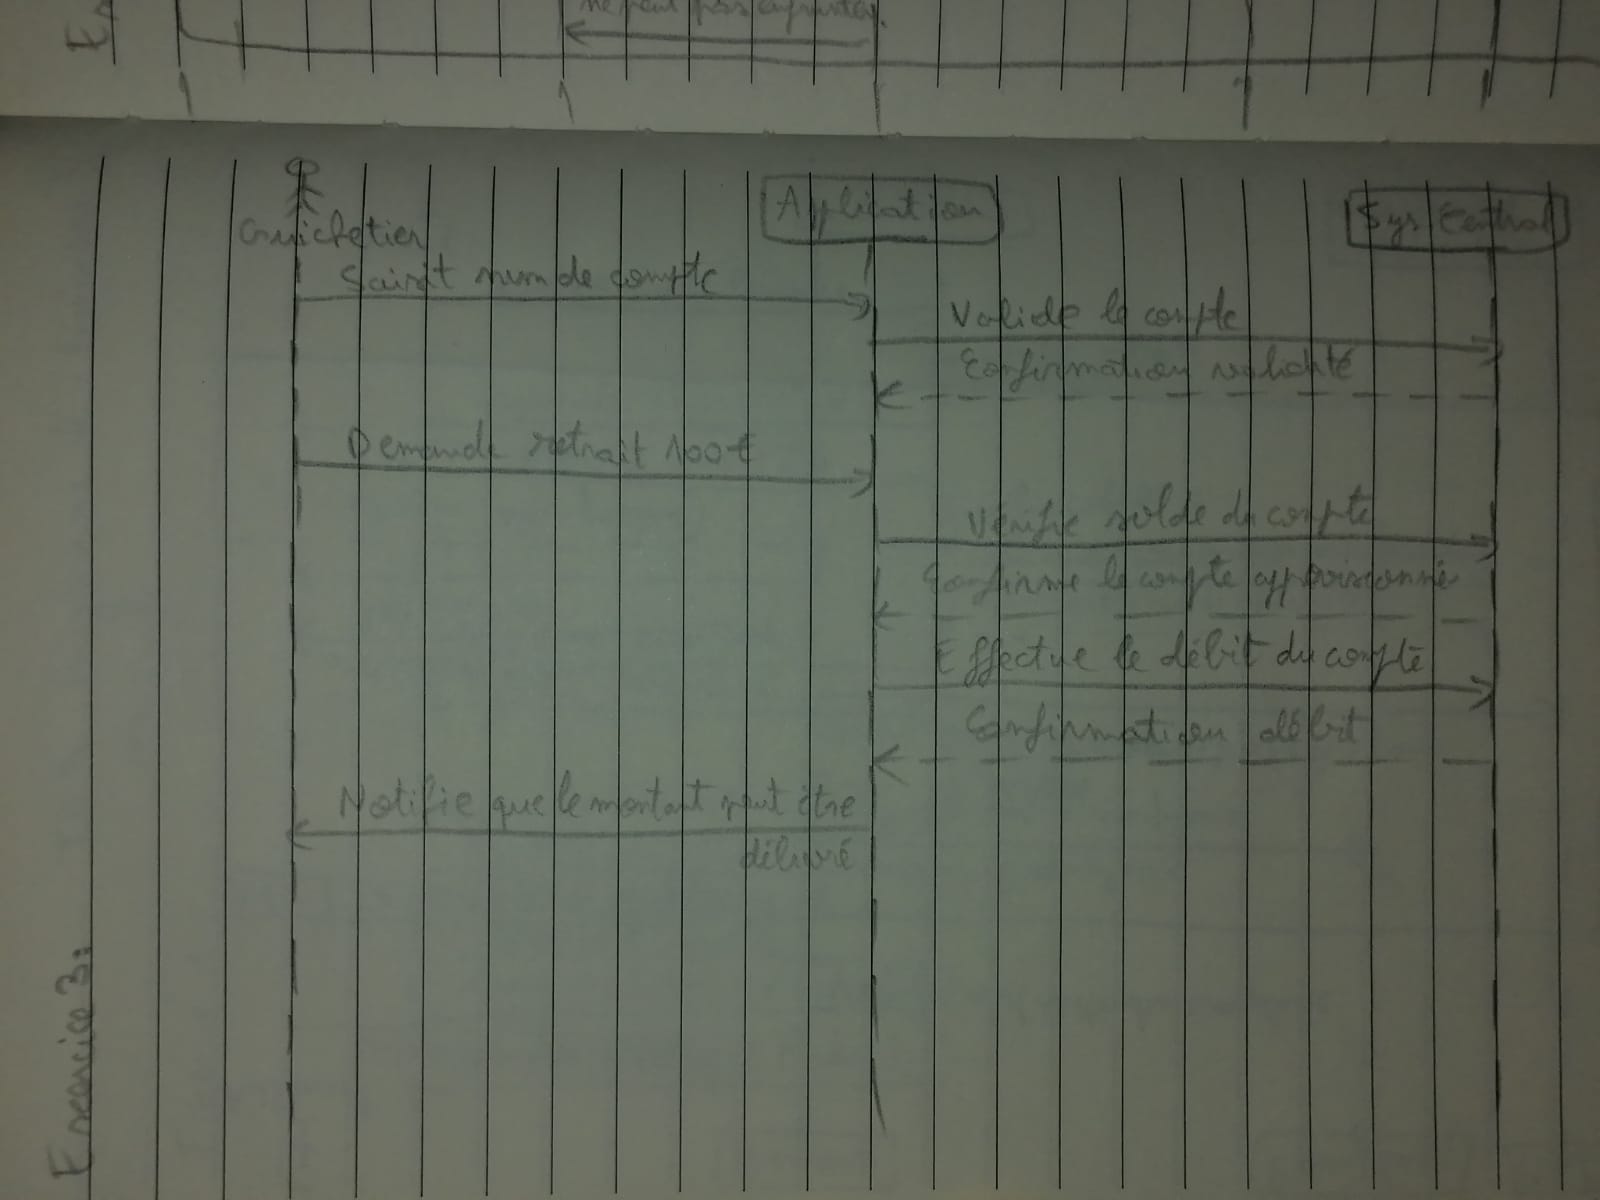 ne peut pas emprunter.
Guichetier
Application
Sys Central
Saisit num de compte
Valide le compte
Confirmation validité
Demande retrait 100€
Vérifie solde du compte
Confirme le compte approvisionné
Effectue le débit du compte
Confirmation débit
Notifie que le montant peut être
délivré
Exercice 3: